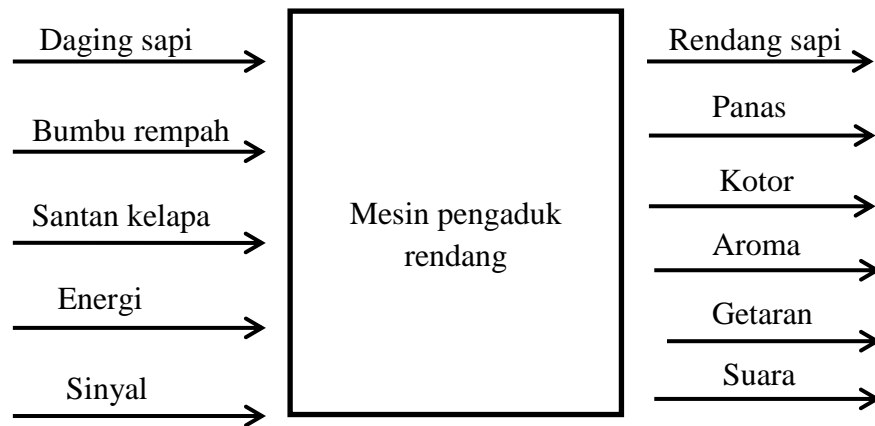 Daging sapi
Bumbu rempah
Santan kelapa
Energi
Sinyal
Mesin pengaduk
rendang
Rendang sapi
Panas
Kotor
Aroma
Getaran
Suara